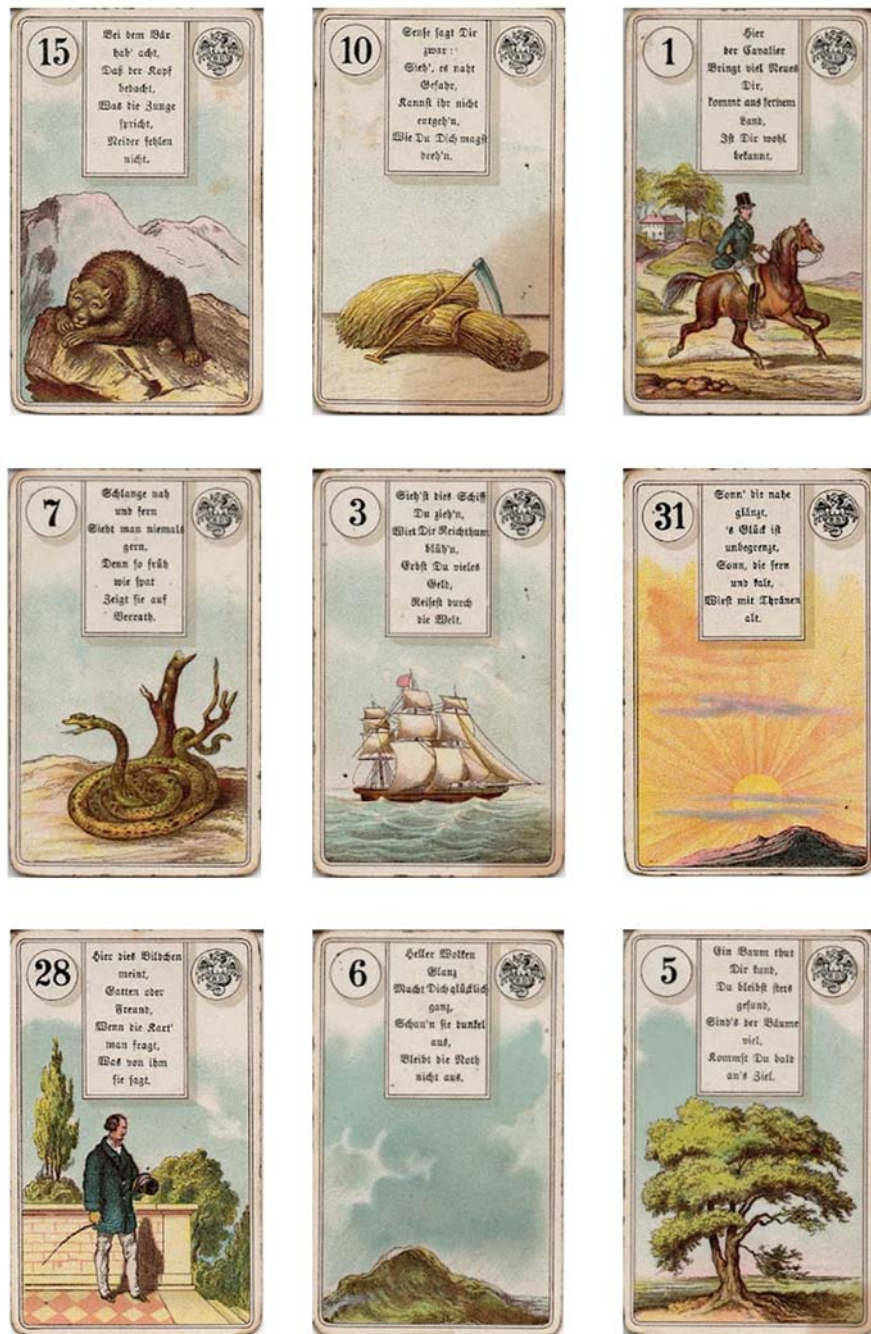 15
Bei dem Bär
hab' acht,
Daß der Kopf
bedacht,
Was die Zunge
spricht,
Neider fehlen
nicht.
10
Sense sagt Dir
zwar:
Sieh', es naht
Gefahr,
Kannst ihr nicht
entgeh'n,
Wie Du Dich magst
dreh'n.
1
Hier
der Cavalier
Bringt viel Neues
Dir,
kommt aus fernem
Land,
Ist Dir wohl
bekannt.
7
Schlange nah
und fern
Sieht man niemals
gern,
Denn so früh
wie spat
Zeigt sie auf
Verrath.
3
Sieh'st dies Schiff
Du zieh'n,
Wirt Dir Reichthum
blüh'n,
Erbst Du vieles
Geld,
Reisest durch
die Welt.
31
Sonn' die nahe
glänzt,
's Glück ist
unbegrenzt,
Sonn, die fern
und kalt,
Wirst mit Thränen
alt.
28
Hier dies Bildchen
meint,
Gatten oder
Freund,
Wenn die Kart'
man fragt,
Was von ihm
sie sagt.
6
Heller Wolken
Glanz
Macht Dich glücklich
ganz,
Schau'n sie dunkel
aus,
Bleibt die Noth
nicht aus.
5
Ein Baum thut
Dir kund,
Du bleibst stets
gesund,
Sind's der Bäume
viel,
Kommst Du bald
an's Ziel.